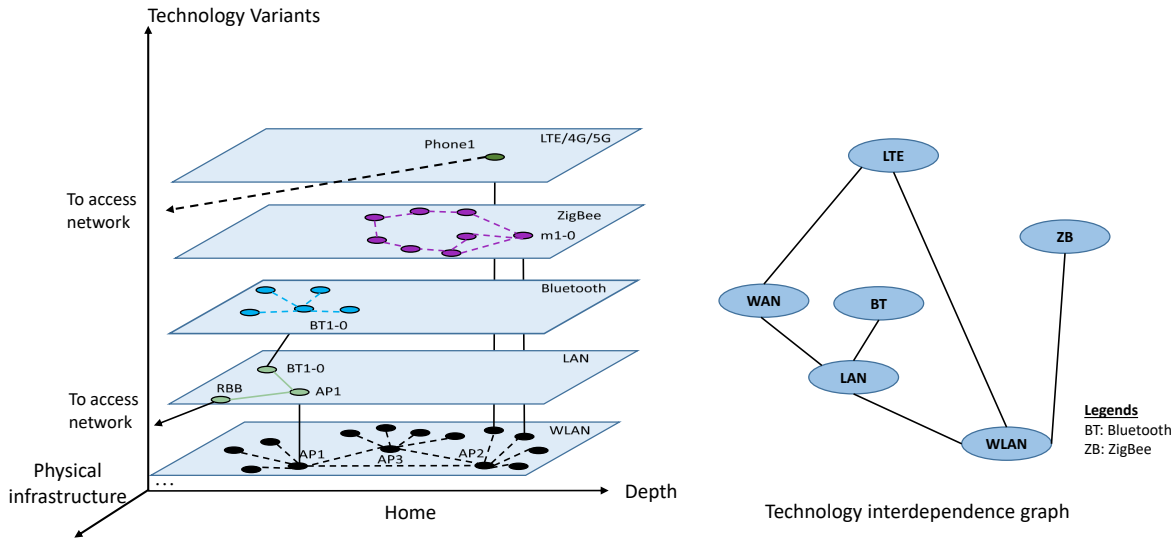 Technology Variants
LTE/4G/5G
Phone1
To access
network
ZigBee
m1-0
Bluetooth
BT1-0
LAN
BT1-0
RBB
AP1
To access
network
WLAN
AP1
AP3
AP2
Physical
infrastructure
...
Depth
Home
LTE
ZB
WAN
BT
LAN
WLAN
Legends
BT: Bluetooth
ZB: ZigBee
Technology interdependence graph